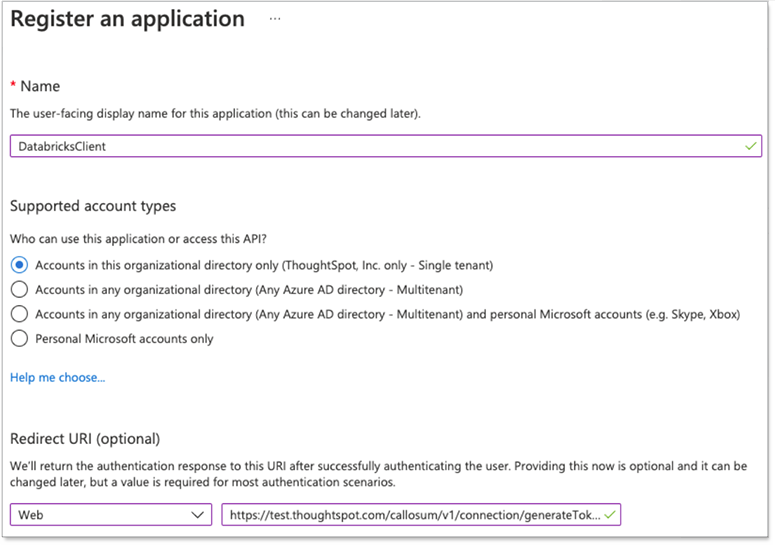 Register an application ...
* Name
The user-facing display name for this application (this can be changed later).
DatabricksClient
Supported account types
Who can use this application or access this API?
Accounts in this organizational directory only (ThoughtSpot, Inc. only - Single tenant)
Accounts in any organizational directory (Any Azure AD directory - Multitenant)
Accounts in any organizational directory (Any Azure AD directory - Multitenant) and personal Microsoft accounts (e.g. Skype, Xbox)
Personal Microsoft accounts only
Help me choose...
Redirect URI (optional)
We'll return the authentication response to this URI after successfully authenticating the user. Providing this now is optional and it can be
changed later, but a value is required for most authentication scenarios.
Web https://test.thoughtspot.com/callosum/v1/connection/generateTok...